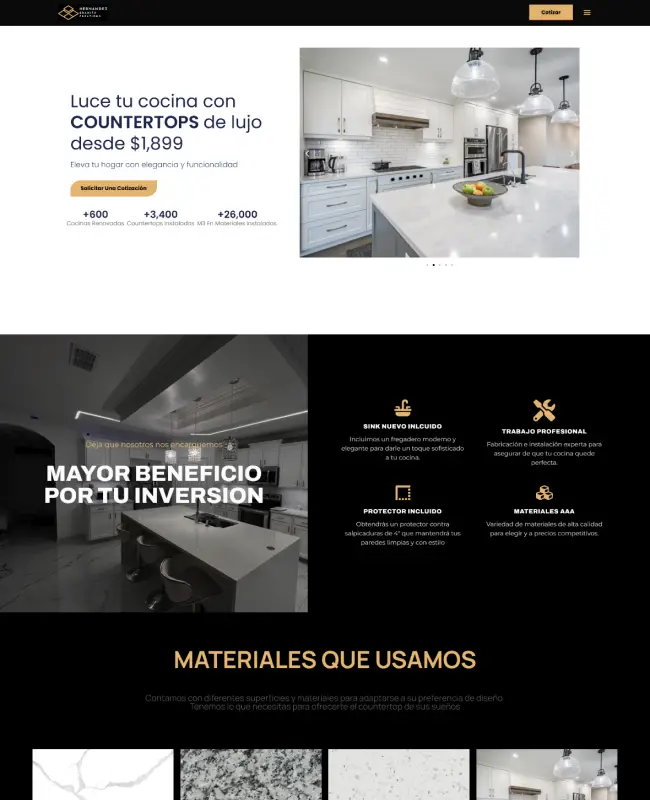 HERNANDEZ
GRANITE
CREATIONS
Cotizar
Luce tu cocina con
COUNTERTOPS de lujo
desde $1,899
Eleva tu hogar con elegancia y funcionalidad
Solicitar Una Cotización
+600
Cocinas Renovadas
+3,400
Countertops Instalados
+26,000
M3 En Materiales Instalados
Deja que nosotros nos encarguemos
MAYOR BENEFICIO
POR TU INVERSION
SINK NUEVO INLCUIDO
Incluimos un fregadero moderno y
elegante para darle un toque sofisticado
a tu cocina.
TRABAJO PROFESIONAL
Fabricación e instalación experta para
asegurar de que tu cocina quede
perfecta.
PROTECTOR INCLUIDO
Obtendrás un protector contra
salpicaduras de 4" que mantendrá tus
paredes limpias y con estilo
MATERIALES AAA
Variedad de materiales de alta calidad
para elegir y a precios competitivos.
MATERIALES QUE USAMOS
Contamos con diferentes superficies y materiales para adaptarse a su preferencia de diseño
Tenemos lo que necesitas para ofrecerte el countertop de sus sueños